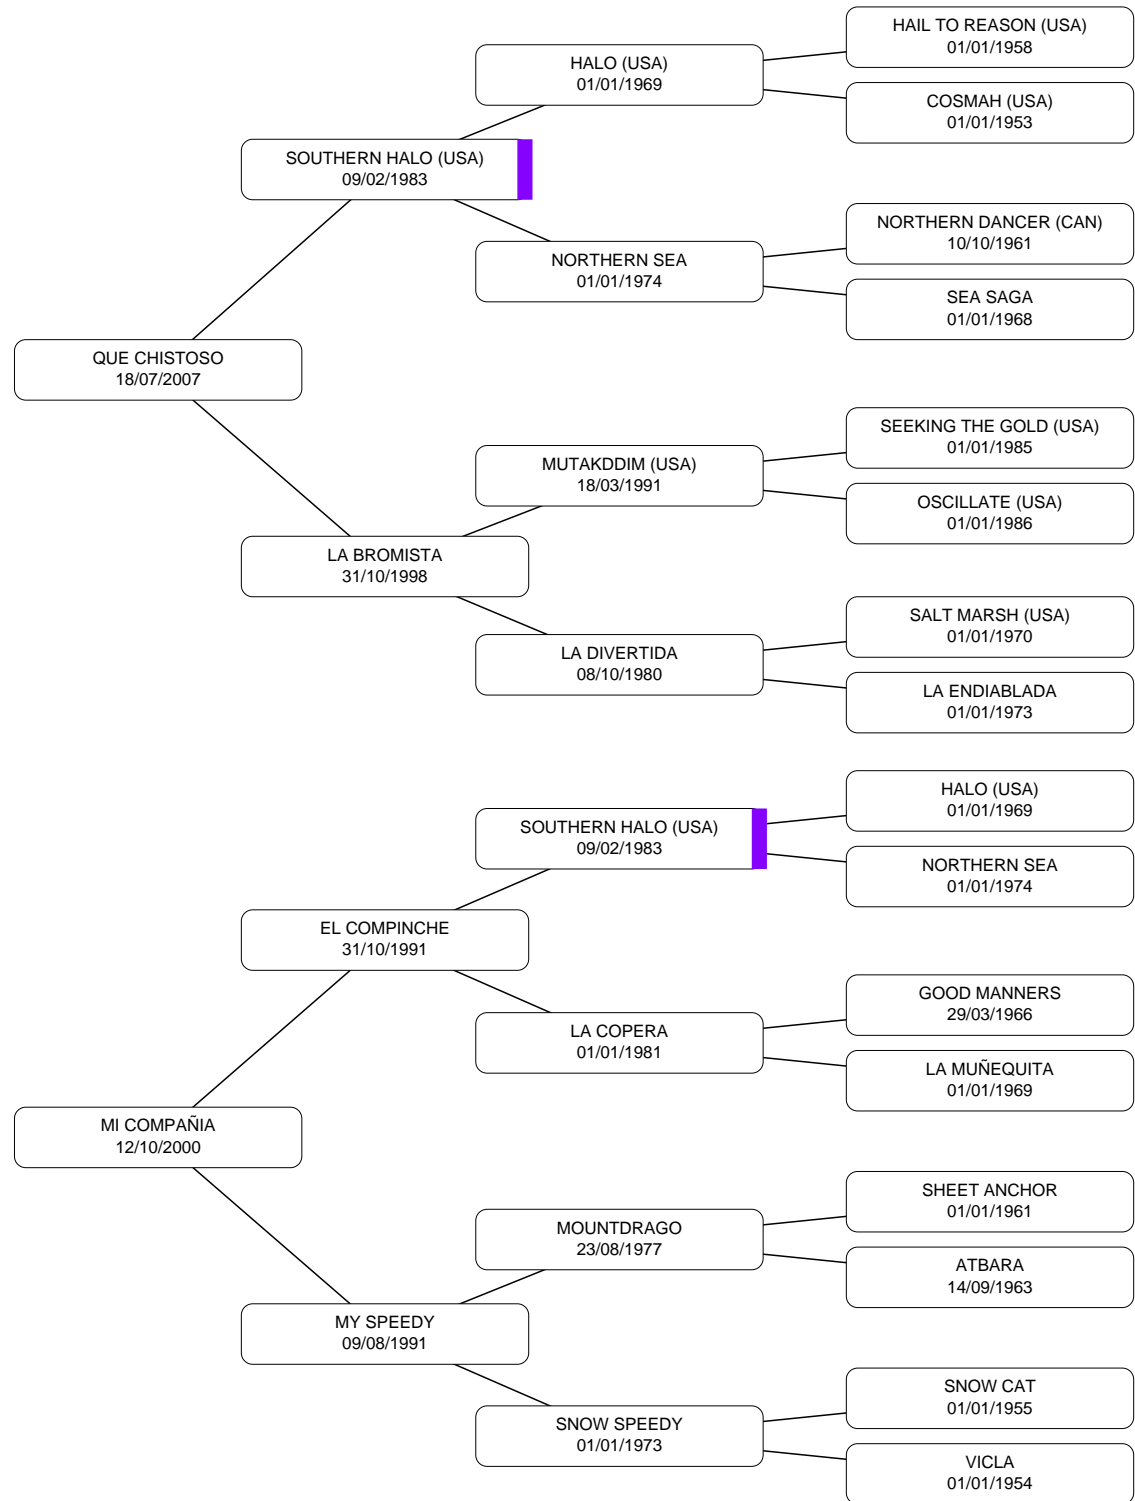 HAIL TO REASON (USA)
01/01/1958
HALO (USA)
01/01/1969
COSMAH (USA)
01/01/1953
SOUTHERN HALO (USA)
09/02/1983
NORTHERN DANCER (CAN)
10/10/1961
NORTHERN SEA
01/01/1974
SEA SAGA
01/01/1968
QUE CHISTOSO
18/07/2007
SEEKING THE GOLD (USA)
01/01/1985
MUTAKDDIM (USA)
18/03/1991
OSCILLATE (USA)
01/01/1986
LA BROMISTA
31/10/1998
SALT MARSH (USA)
01/01/1970
LA DIVERTIDA
08/10/1980
LA ENDIABLADA
01/01/1973
HALO (USA)
01/01/1969
SOUTHERN HALO (USA)
09/02/1983
NORTHERN SEA
01/01/1974
EL COMPINCHE
31/10/1991
GOOD MANNERS
29/03/1966
LA COPERA
01/01/1981
LA MUÑEQUITA
01/01/1969
MI COMPAÑIA
12/10/2000
SHEET ANCHOR
01/01/1961
MOUNTDRAGO
23/08/1977
ATBARA
14/09/1963
MY SPEEDY
09/08/1991
SNOW CAT
01/01/1955
SNOW SPEEDY
01/01/1973
VICLA
01/01/1954